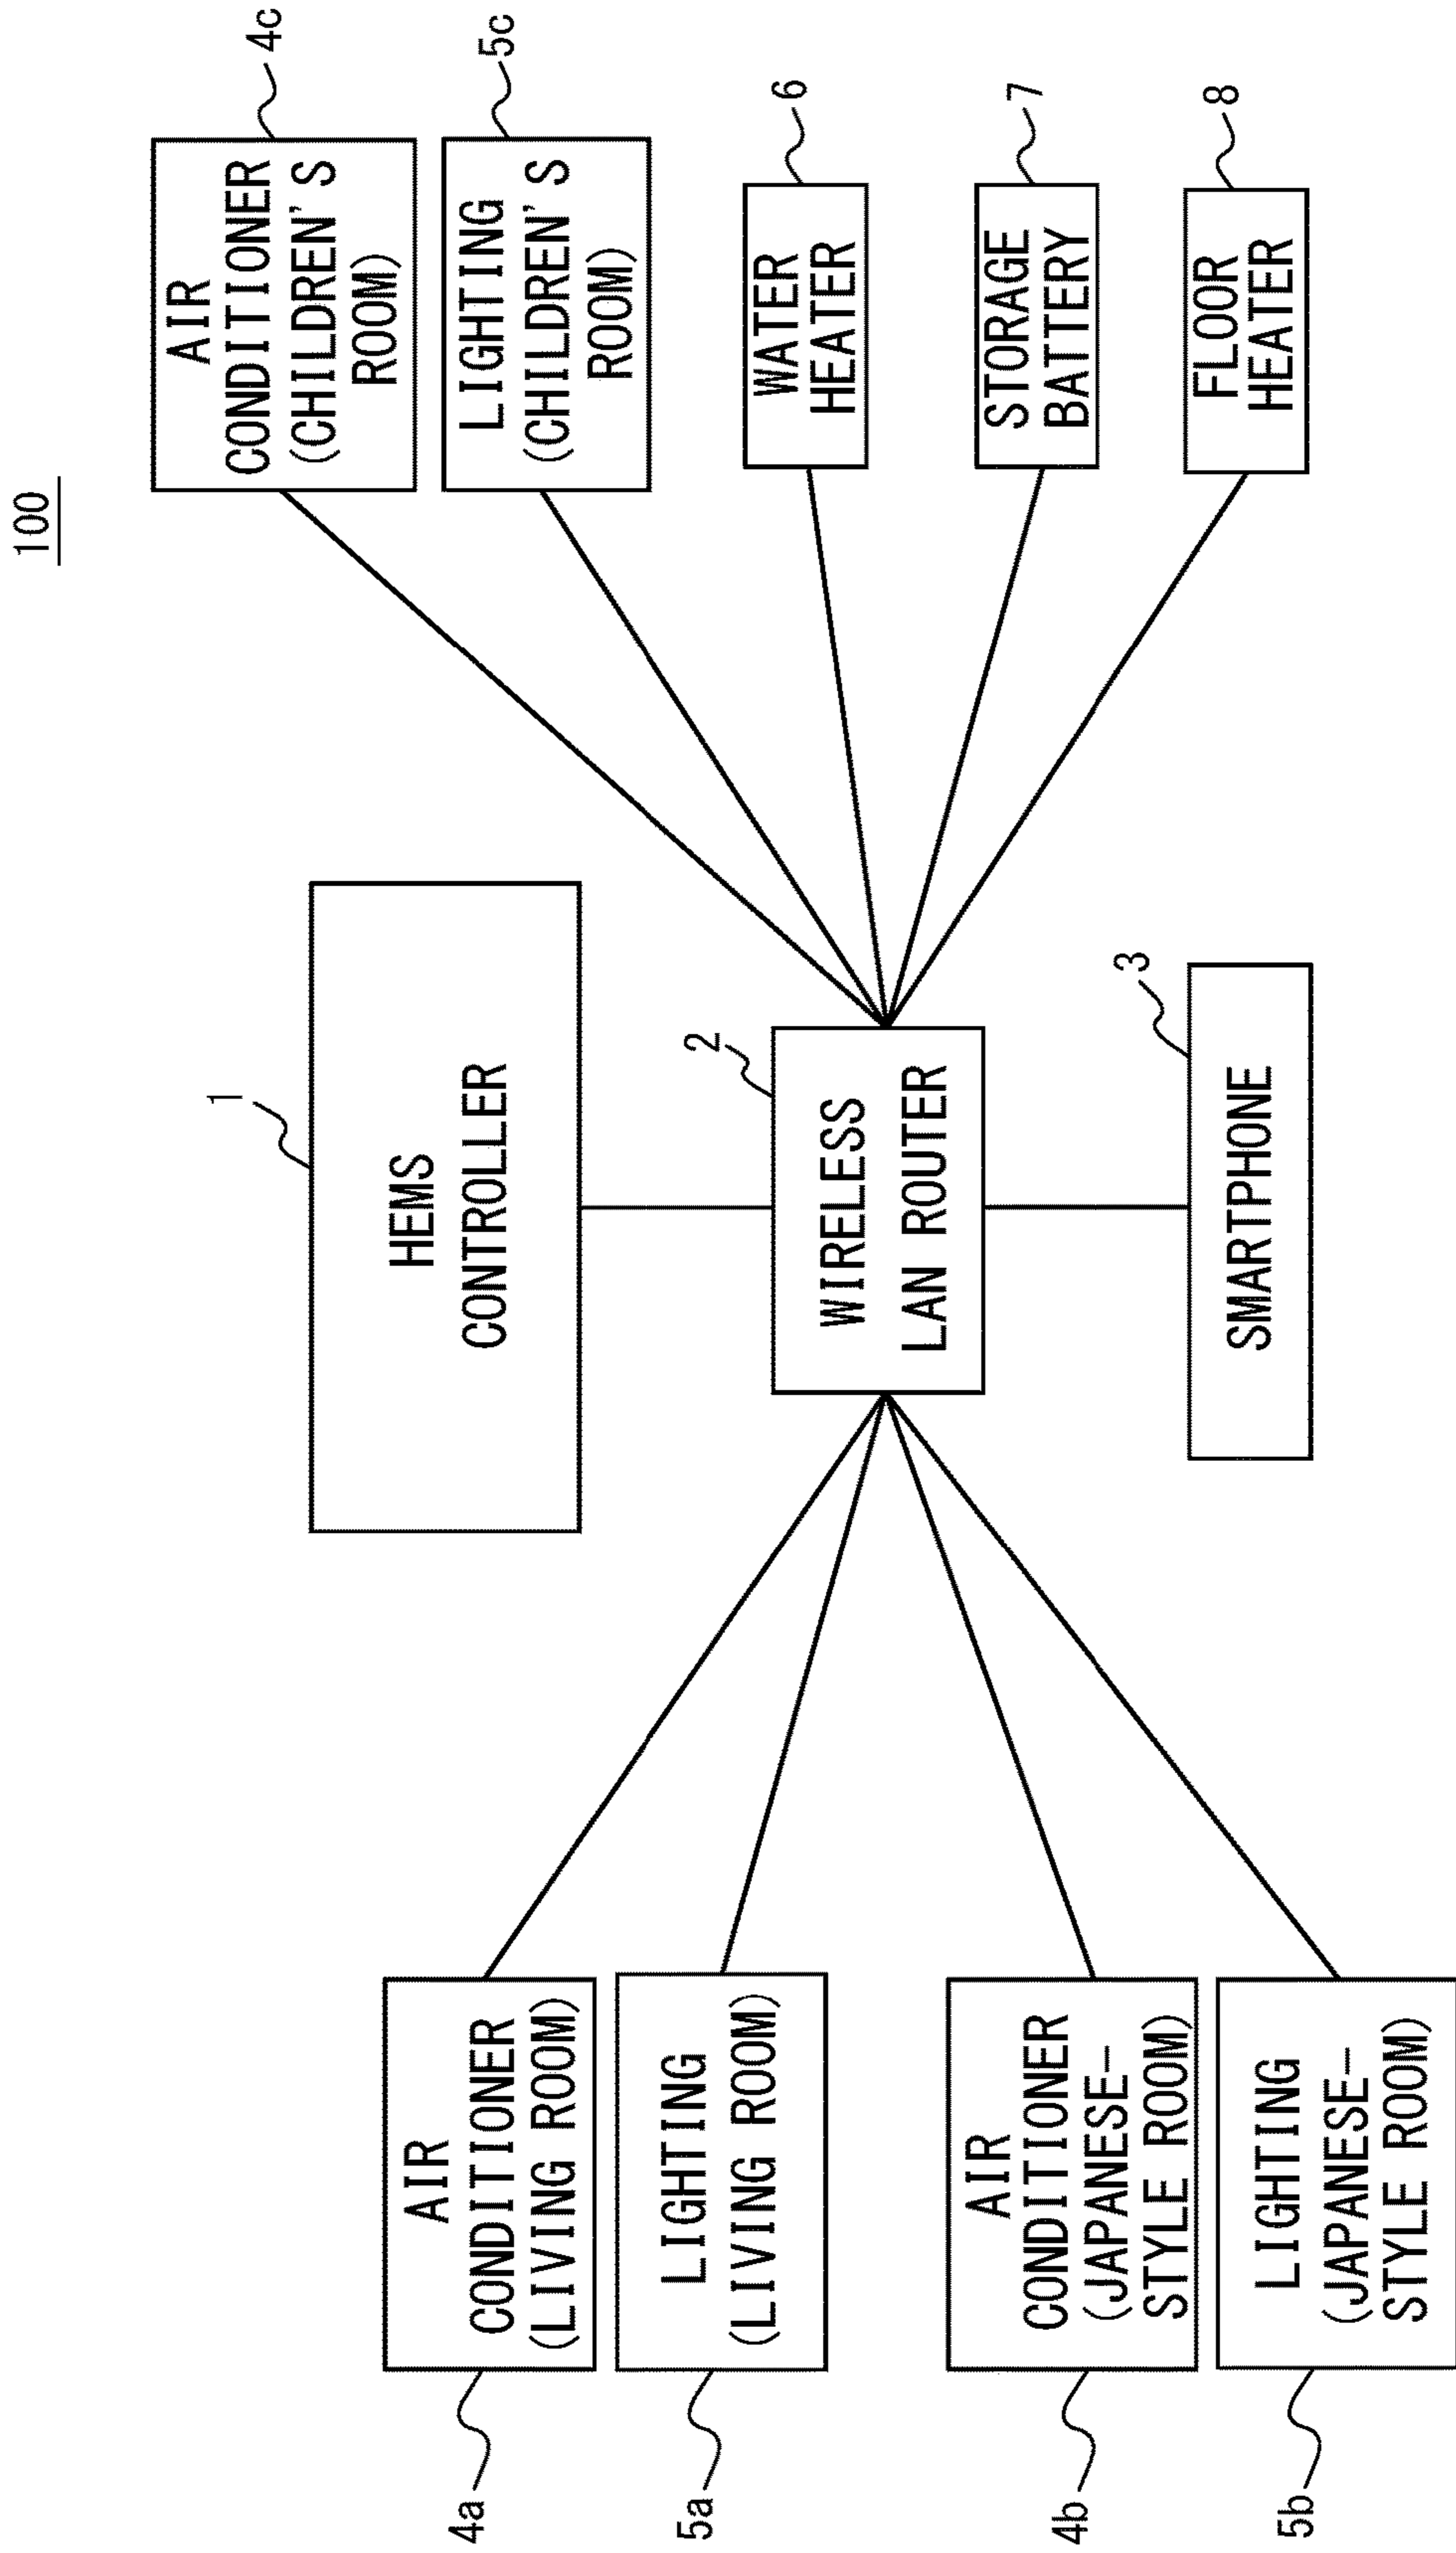 100
1
HEMS
CONTROLLER
4a
AIR
CONDITIONER
(LIVING ROOM)
5a
LIGHTING
(LIVING ROOM)
4b
AIR
CONDITIONER
(JAPANESE-
STYLE ROOM)
5b
LIGHTING
(JAPANESE-
STYLE ROOM)
2
WIRELESS
LAN ROUTER
3
SMARTPHONE
AIR
CONDITIONER
(CHILDREN'S
ROOM)
4c
LIGHTING
(CHILDREN'S
ROOM)
5c
WATER
HEATER
6
STORAGE
BATTERY
7
FLOOR
HEATER
8